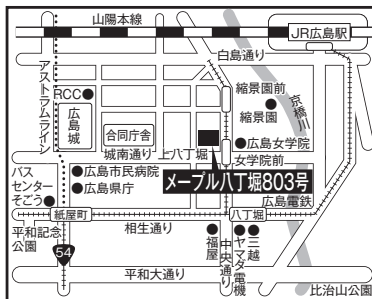 山陽本線
JR広島駅
白島通り
アストラムライン
RCC
広島城
合同庁舎
縮景園前
縮景園
京橋川
城南通り
上八丁堀
広島女学院
女学院前
メープル八丁堀803号
バス
センター
そごう
広島市民病院
広島県庁
広島電鉄
紙屋町
八丁堀
平和記念
公園
相生通り
福屋
中央通り
ヤマダ電機
三越
54
平和大通り
比治山公園